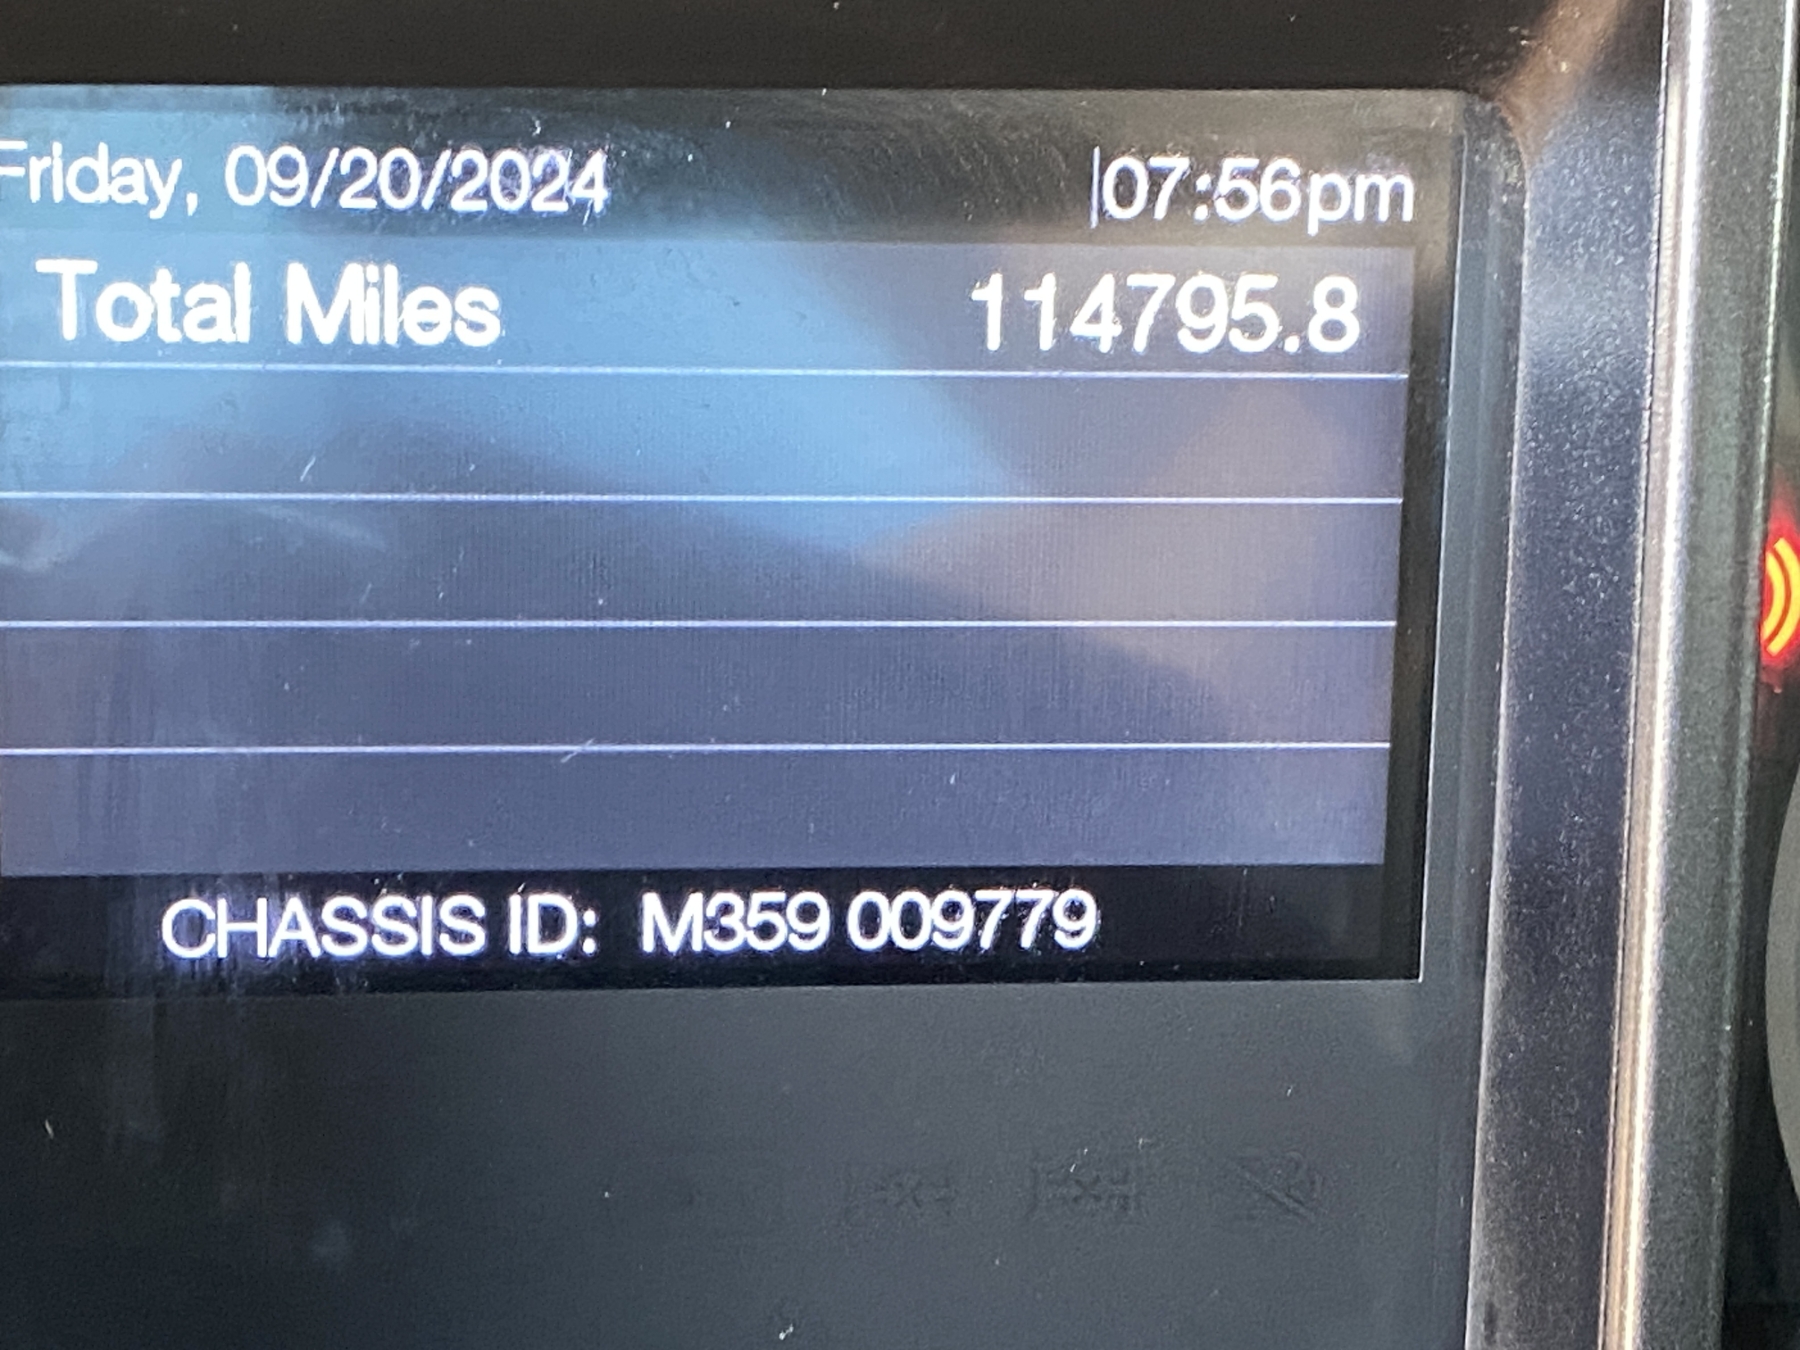 Friday, 09/20/2024 07:56pm
Total Miles 114795.8
CHASSIS ID: M359 009779